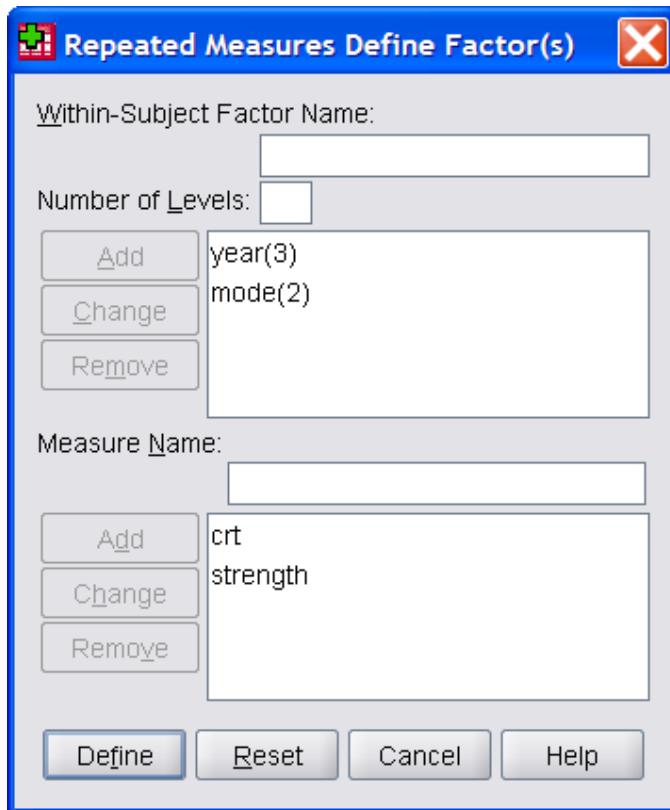 Repeated Measures Define Factor(s)
Within-Subject Factor Name:
Number of Levels:
Add
year(3)
Change
mode(2)
Remove
Measure Name:
Add
crt
Change
strength
Remove
Define Reset Cancel Help